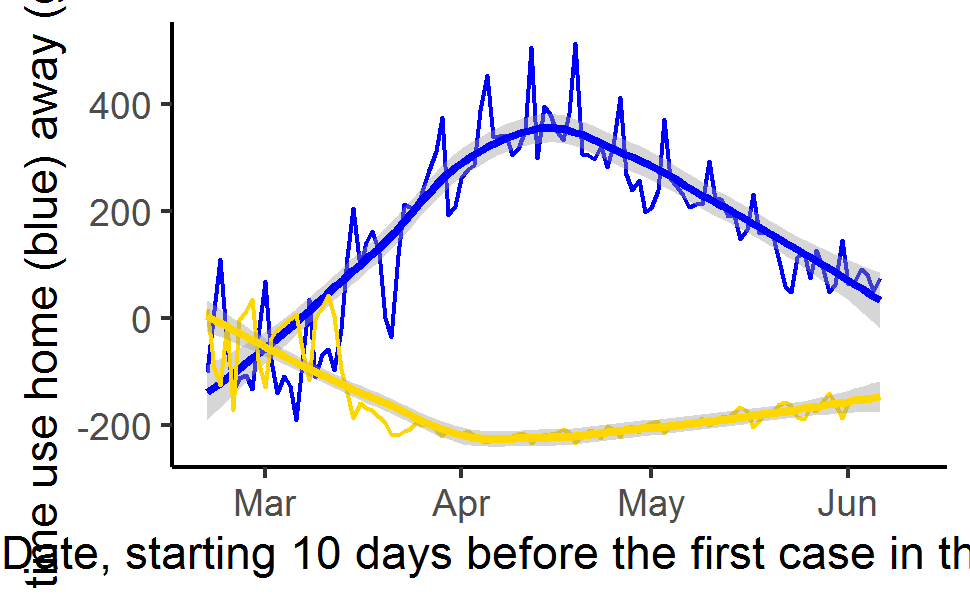 time use home (blue) away (
400
200
0
-200
Mar Apr May Jun
Date, starting 10 days before the first case in th